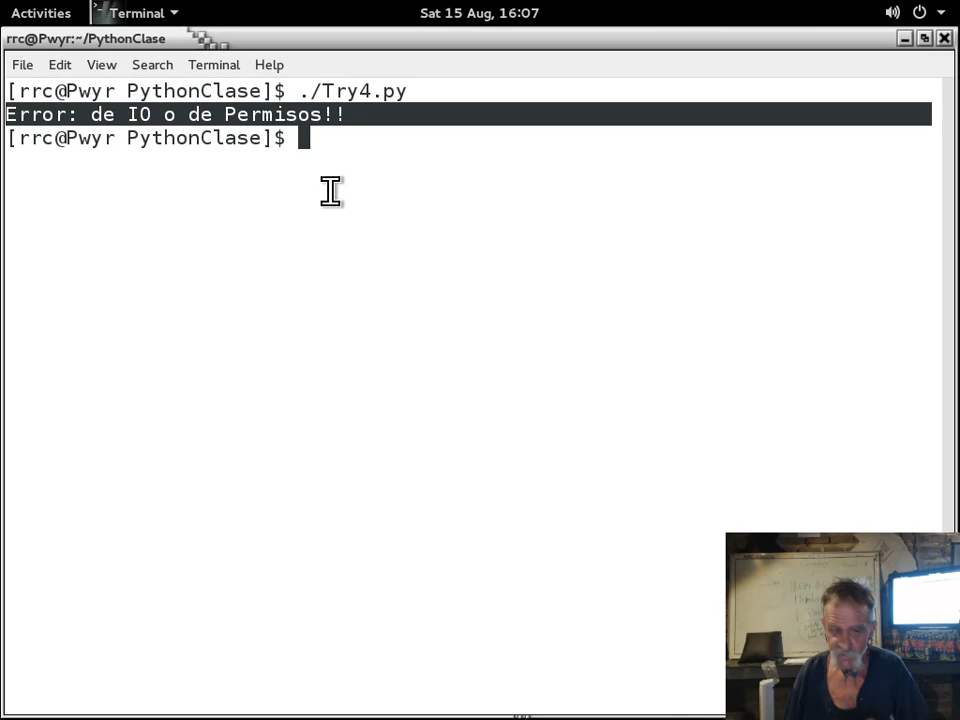 Activities Terminal Sat 15 Aug, 16:07
rrc@Pwyr:~/PythonClase
File Edit View Search Terminal Help
[rrc@Pwyr PythonClase]$ ./Try4.py
Error: de IO o de Permisos!!
[rrc@Pwyr PythonClase]$